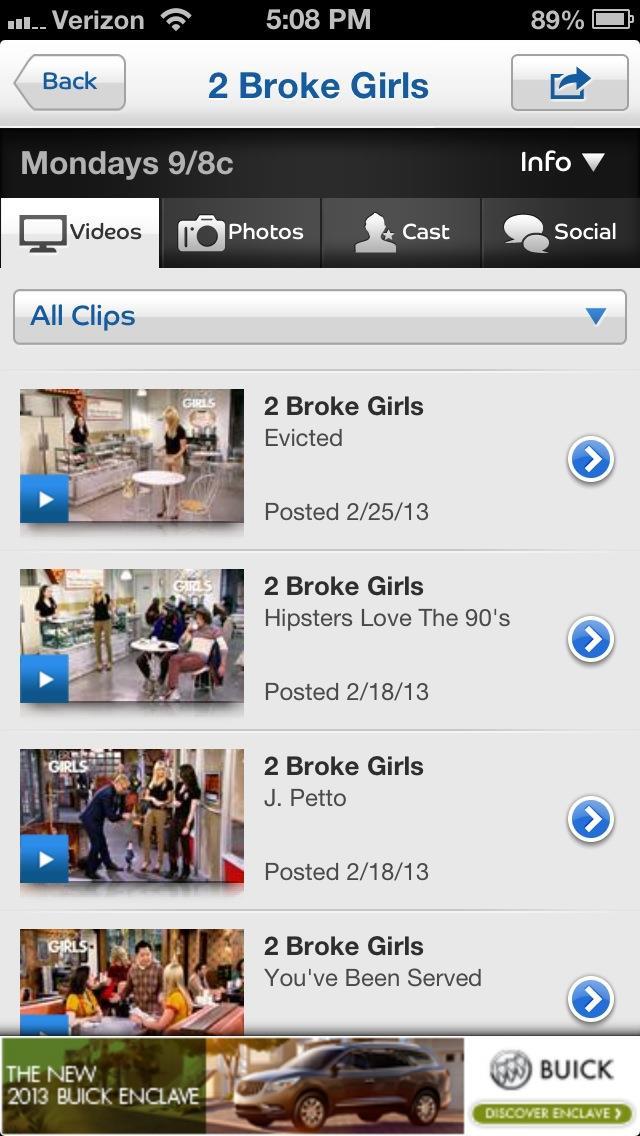 Verizon 5:08 PM 89%
Back 2 Broke Girls
Mondays 9/8c Info
Videos Photos Cast Social
All Clips
GIRLS
2 Broke Girls
Evicted
Posted 2/25/13
GIRLS
2 Broke Girls
Hipsters Love The 90's
Posted 2/18/13
GIRLS
2 Broke Girls
J. Petto
Posted 2/18/13
GIRLS
2 Broke Girls
You've Been Served
THE NEW
2013 BUICK ENCLAVE
BUICK
DISCOVER ENCLAVE